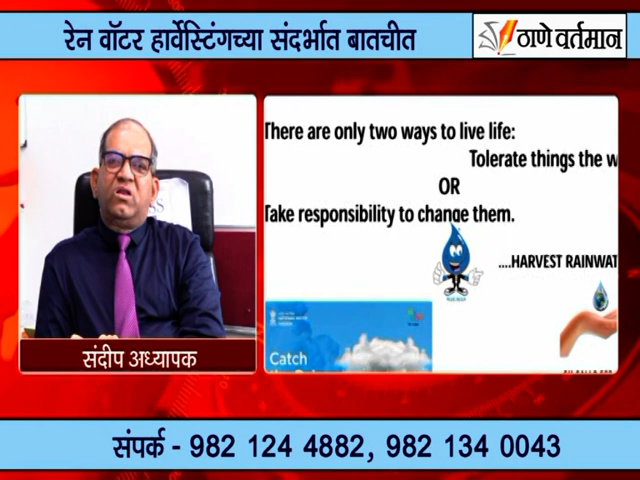 रेन वॉटर हार्वेस्टिंगच्या संदर्भात बातचीत
ठाणे वर्तमान
There are only two ways to live life:
Tolerate things the w
OR
Take responsibility to change them.
....HARVEST RAINWAT
Catch
संदीप अध्यापक
संपर्क - 982 124 4882, 982 134 0043